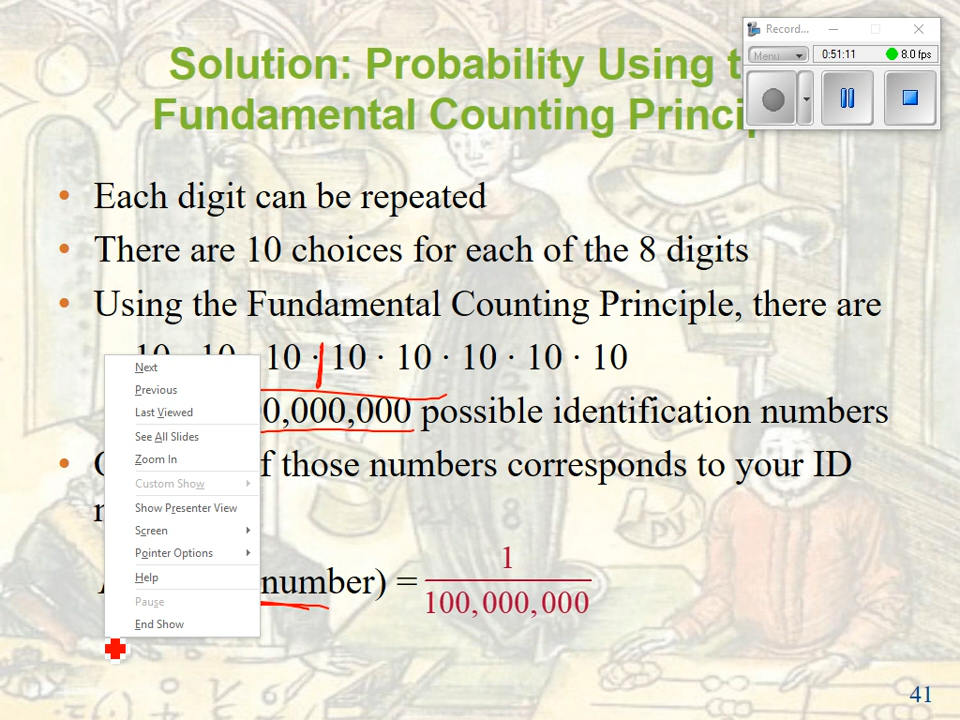 Solution: Probability Using t
Fundamental Counting Princip
Record...
Menu
0:51:11
8.0 fps
• Each digit can be repeated
• There are 10 choices for each of the 8 digits
• Using the Fundamental Counting Principle, there are
10 · 10 · 10 · 10 · 10 · 10 · 10 · 10
0,000,000 possible identification numbers
• of those numbers corresponds to your ID
number) = 1
100,000,000
Next
Previous
Last Viewed
See All Slides
Zoom In
Custom Show
Show Presenter View
Screen
Pointer Options
Help
Pause
End Show
41